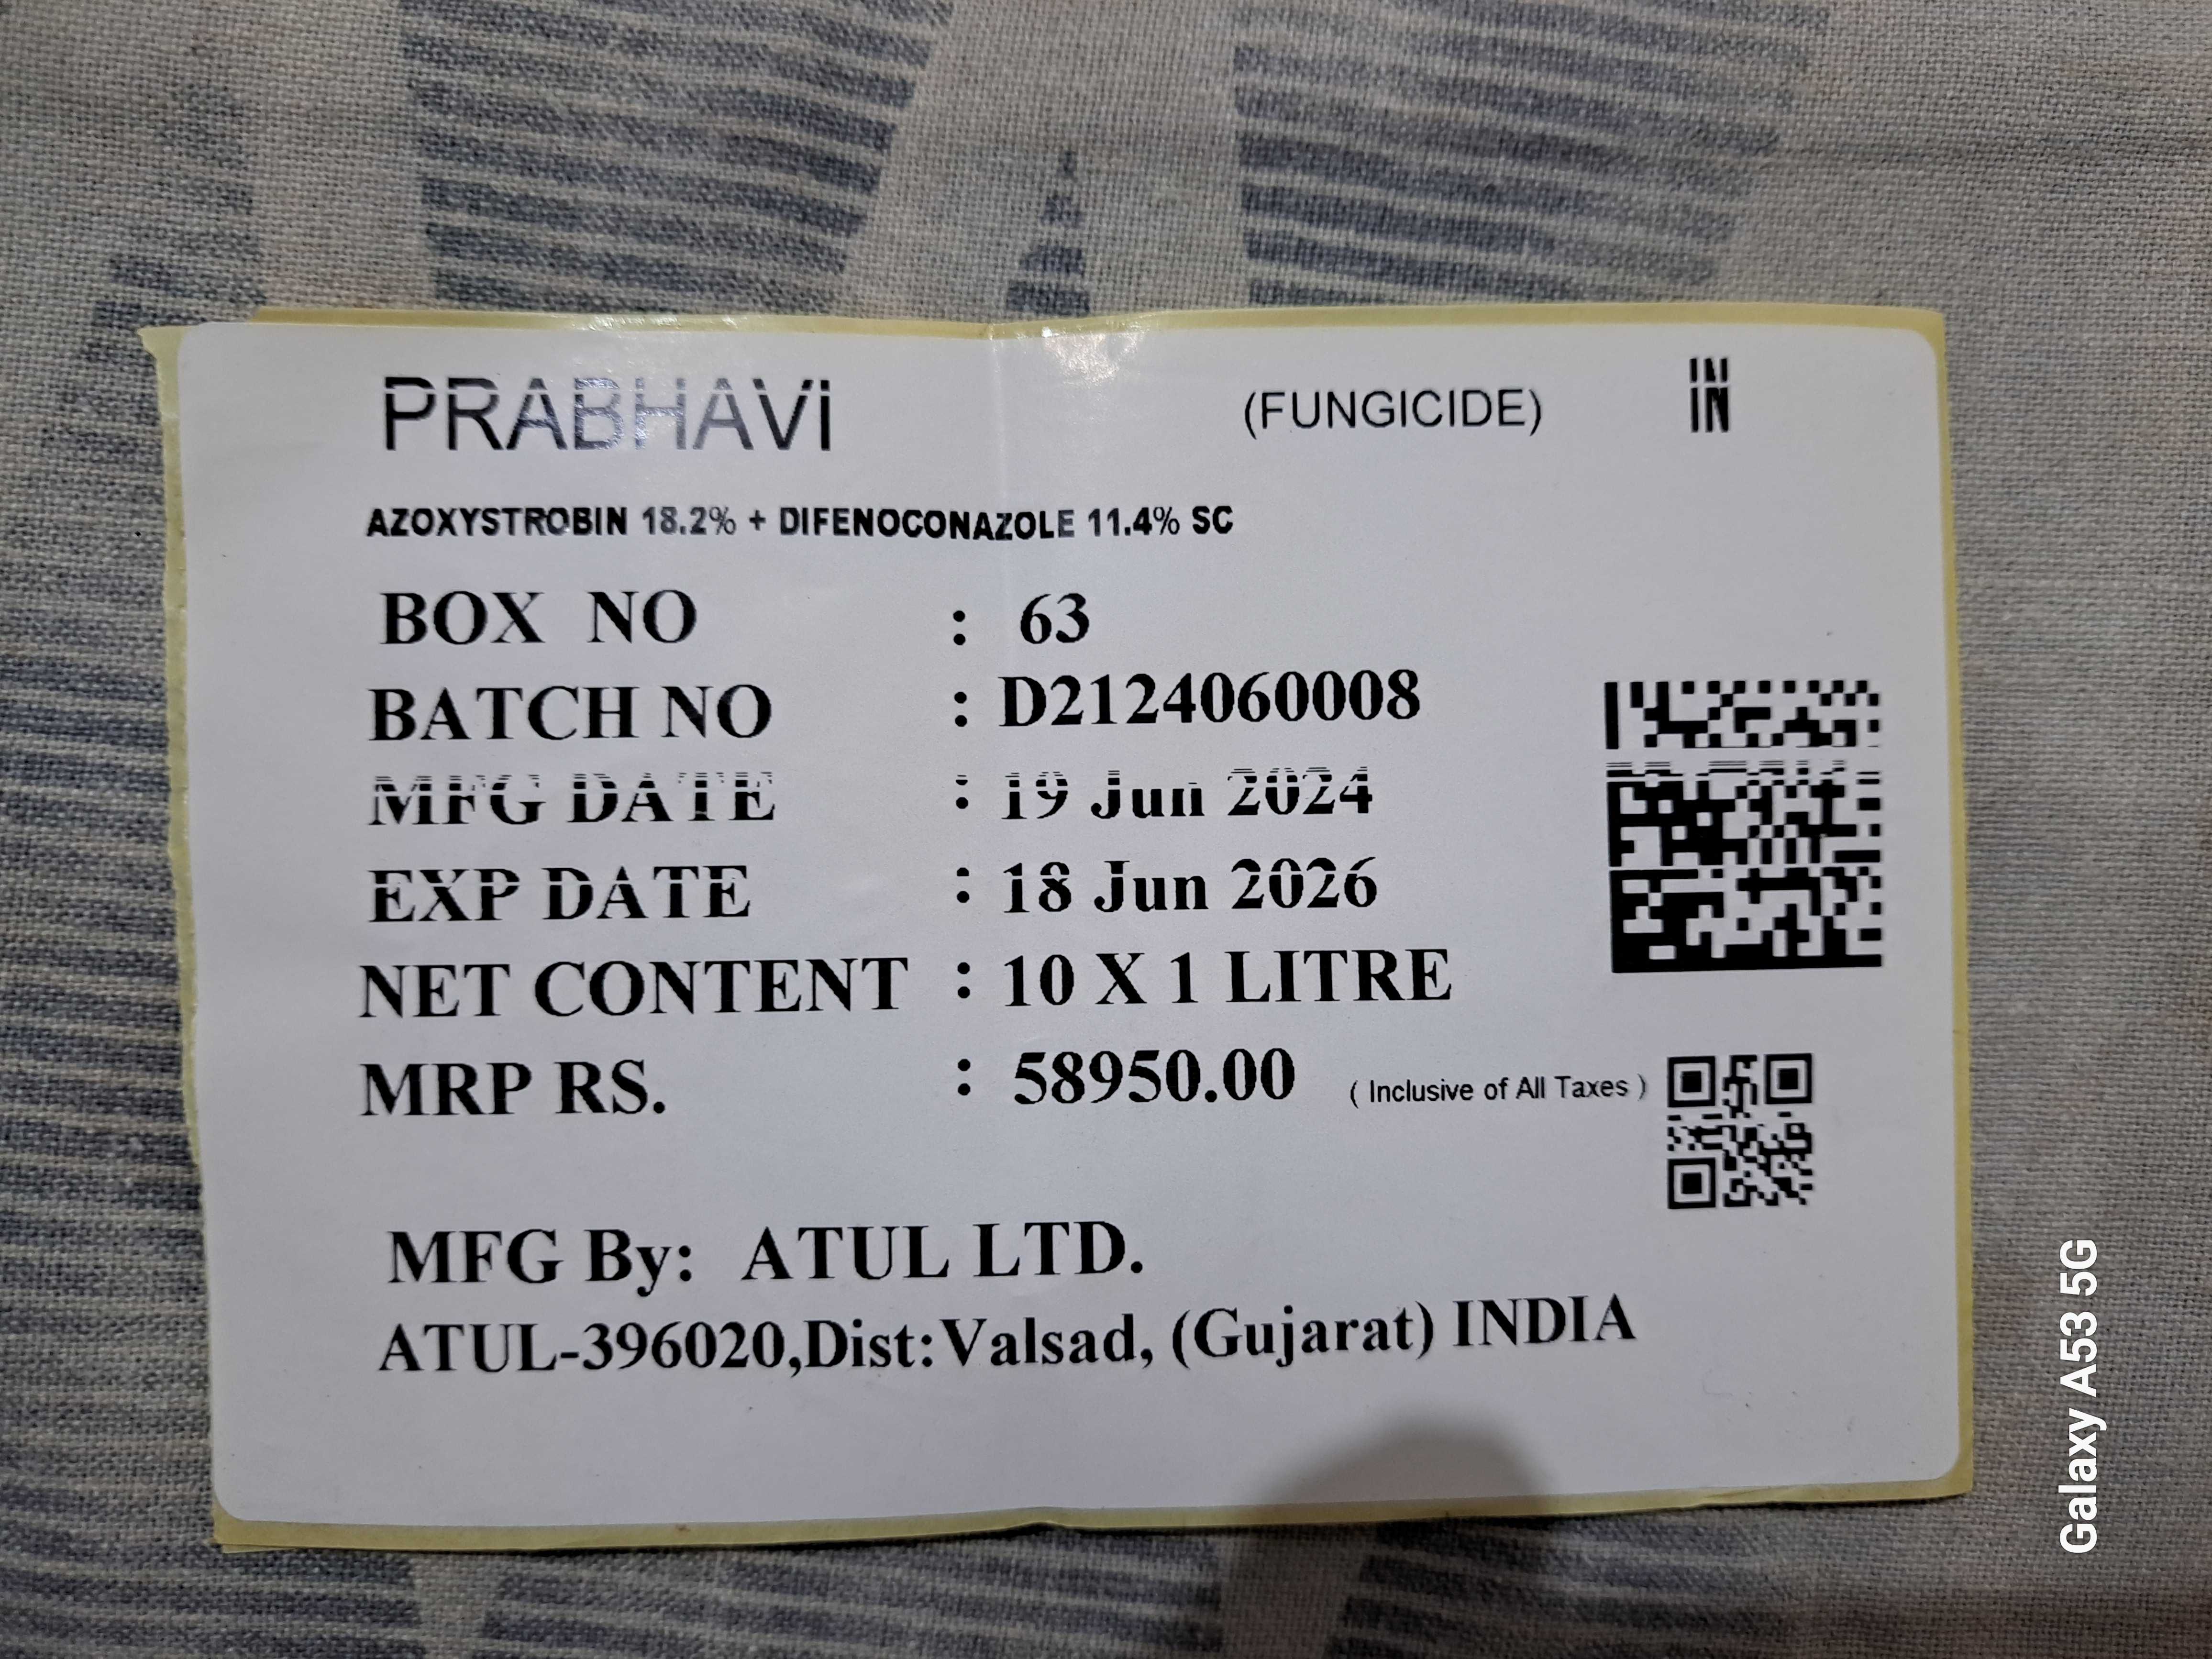 PRABHAVi (FUNGICIDE) IN
AZOXYSTROBIN 18.2% + DIFENOCONAZOLE 11.4% SC
BOX NO : 63
BATCH NO : D2124060008
MFG DATE : 19 Jun 2024
EXP DATE : 18 Jun 2026
NET CONTENT : 10 X 1 LITRE
MRP RS. : 58950.00 ( Inclusive of All Taxes )
MFG By: ATUL LTD.
ATUL-396020,Dist:Valsad, (Gujarat) INDIA
Galaxy A53 5G